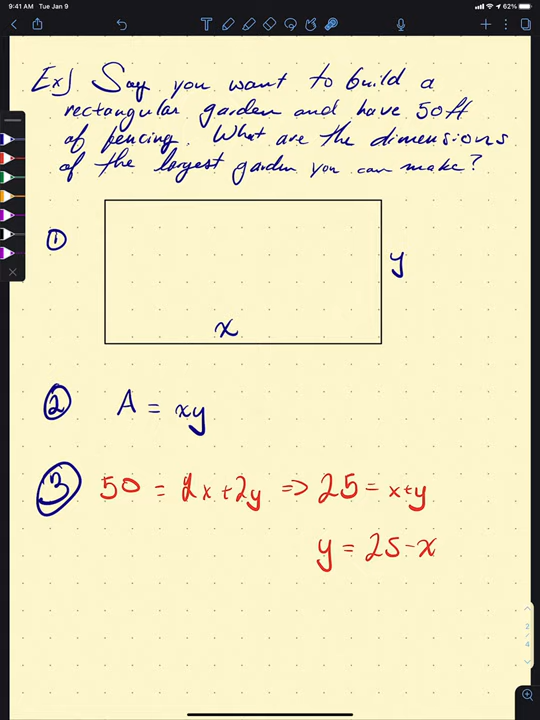 9:41 AM Tue Jan 9
62%
Ex) Say you want to build a
rectangular garden and have 50ft
of fencing. What are the dimensions
of the largest garden you can make?
①
y
x
② A = xy
③ 50 = 2x+2y => 25 = x+y
y = 25-x
2
/
4